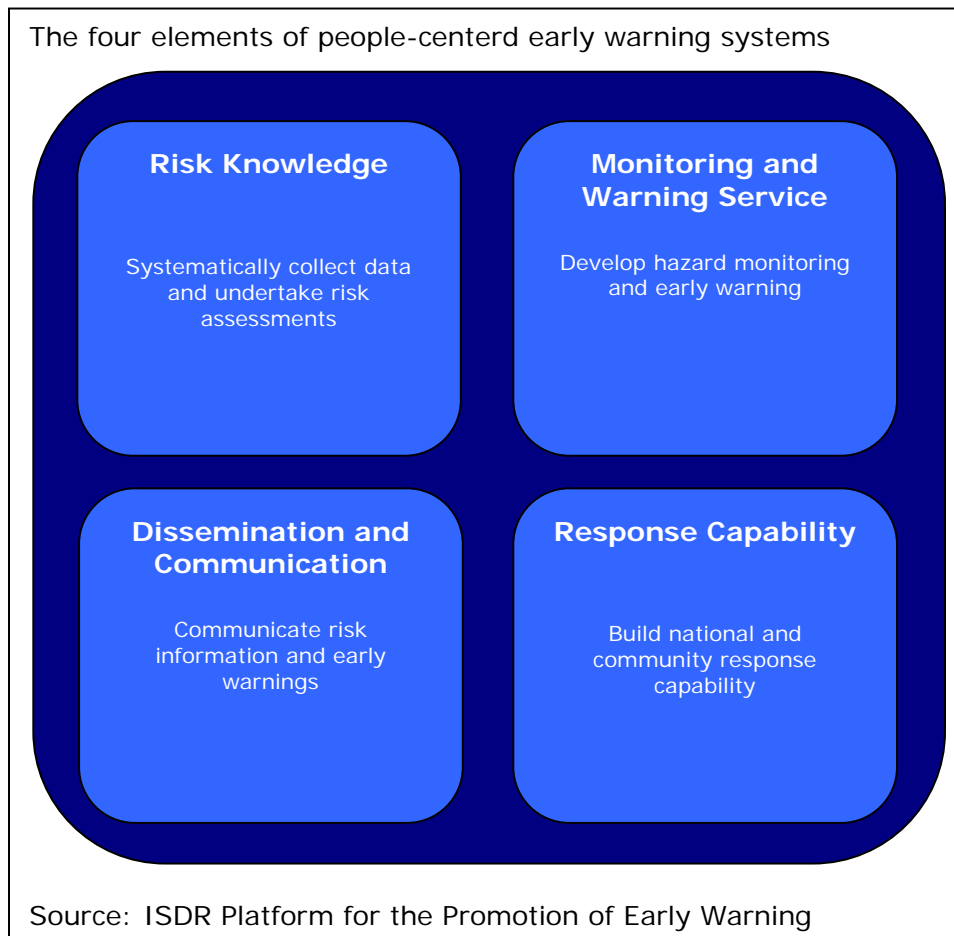 The four elements of people-centerd early warning systems
Risk Knowledge
Systematically collect data
and undertake risk
assessments
Monitoring and
Warning Service
Develop hazard monitoring
and early warning
Dissemination and
Communication
Communicate risk
information and early
warnings
Response Capability
Build national and
community response
capability
Source: ISDR Platform for the Promotion of Early Warning